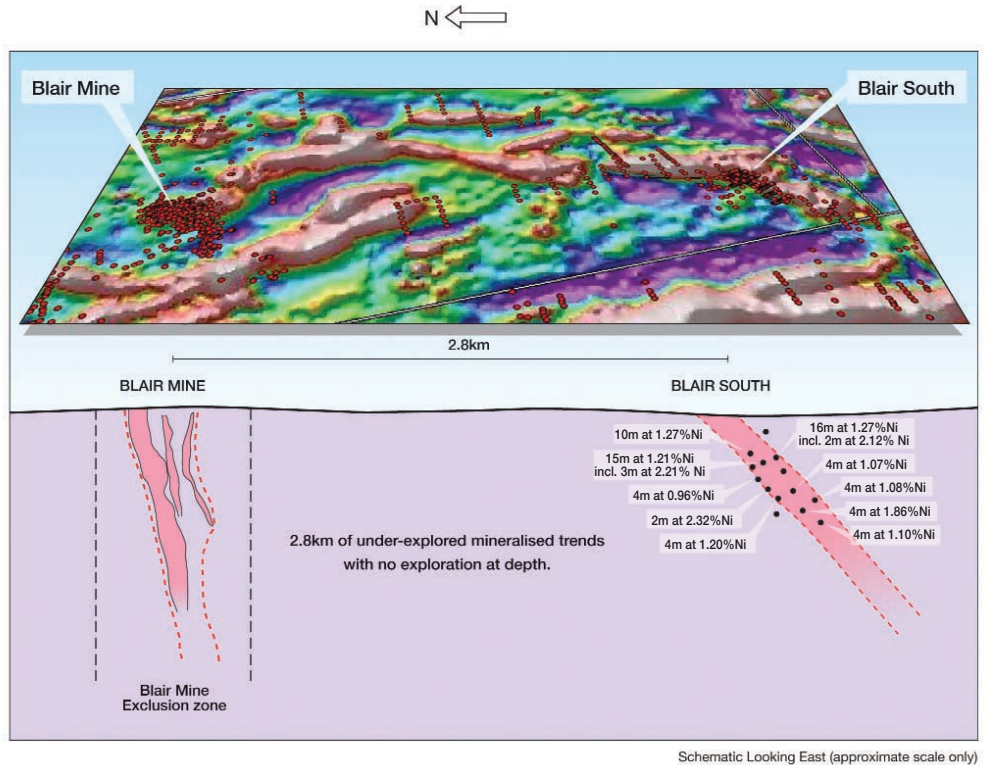 N
Blair Mine
Blair South
2.8km
BLAIR MINE
BLAIR SOUTH
10m at 1.27%Ni
16m at 1.27%Ni
incl. 2m at 2.12% Ni
15m at 1.21%Ni
incl. 3m at 2.21% Ni
4m at 1.07%Ni
4m at 0.96%Ni
4m at 1.08%Ni
2m at 2.32%Ni
4m at 1.86%Ni
4m at 1.20%Ni
4m at 1.10%Ni
2.8km of under-explored mineralised trends
with no exploration at depth.
Blair Mine
Exclusion zone
Schematic Looking East (approximate scale only)